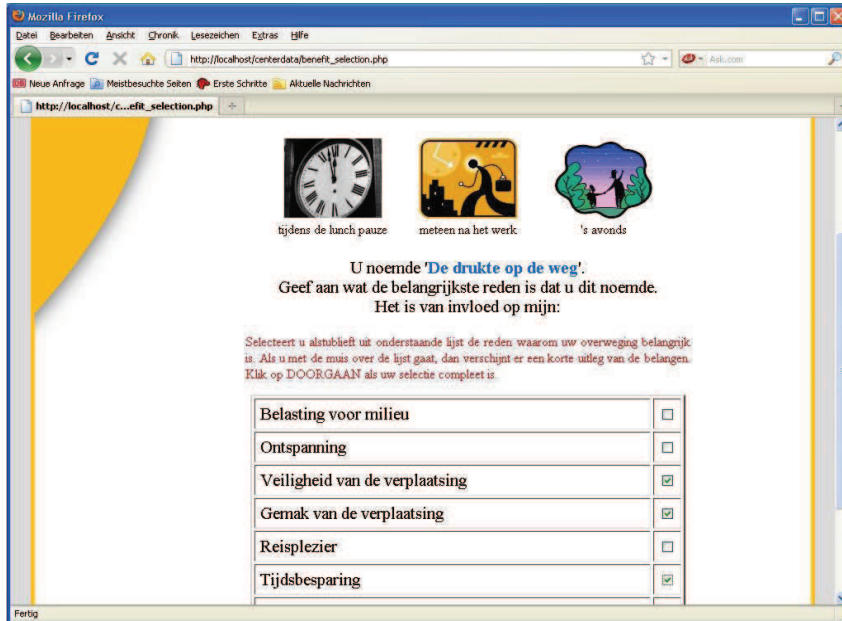 Mozilla Firefox
Datei Bearbeiten Ansicht Chronik Lesezeichen Extras Hilfe
http://localhost/centerdata/benefit_selection.php
Ask.com
Neue Anfrage Meistbesuchte Seiten Erste Schritte Aktuelle Nachrichten
http://localhost/c...efit_selection.php
tijdens de lunch pauze meteen na het werk 's avonds
U noemde 'De drukte op de weg'.
Geef aan wat de belangrijkste reden is dat u dit noemde.
Het is van invloed op mijn:
Selecteert u alstublieft uit onderstaande lijst de reden waarom uw overweging belangrijk
is. Als u met de muis over de lijst gaat, dan verschijnt er een korte uitleg van de belangen.
Klik op DOORGAAN als uw selectie compleet is.
Belasting voor milieu
Ontspanning
Veiligheid van de verplaatsing
Gemak van de verplaatsing
Reisplezier
Tijdsbesparing
Fertig